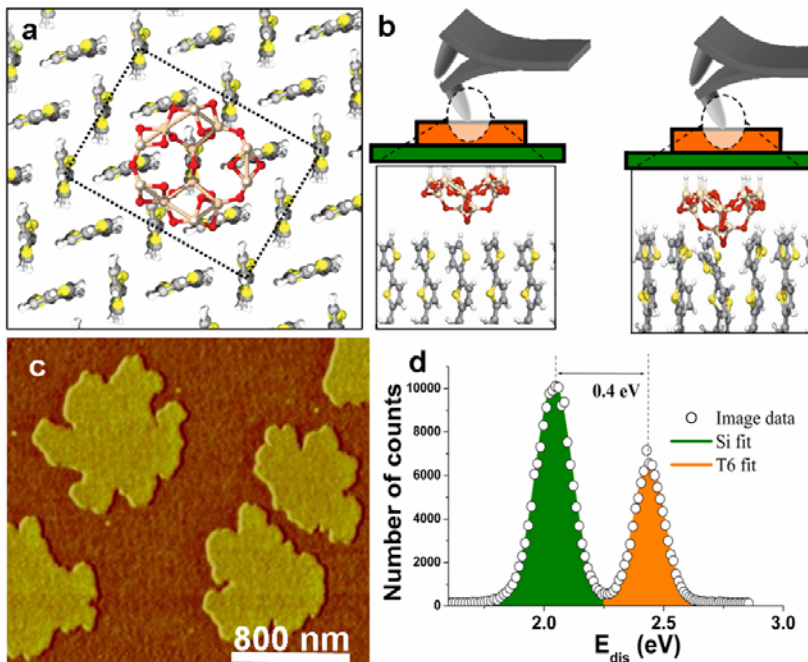 a
b
c
800 nm
d
0.4 eV
Image data
Si fit
T6 fit
Number of counts
10000
8000
6000
4000
2000
0
2.0
2.5
3.0
E_dis (eV)